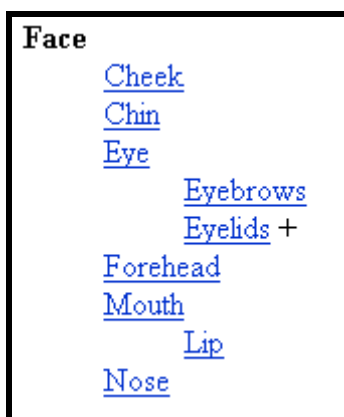 Face
Cheek
Chin
Eye
Eyebrows
Eyelids +
Forehead
Mouth
Lip
Nose